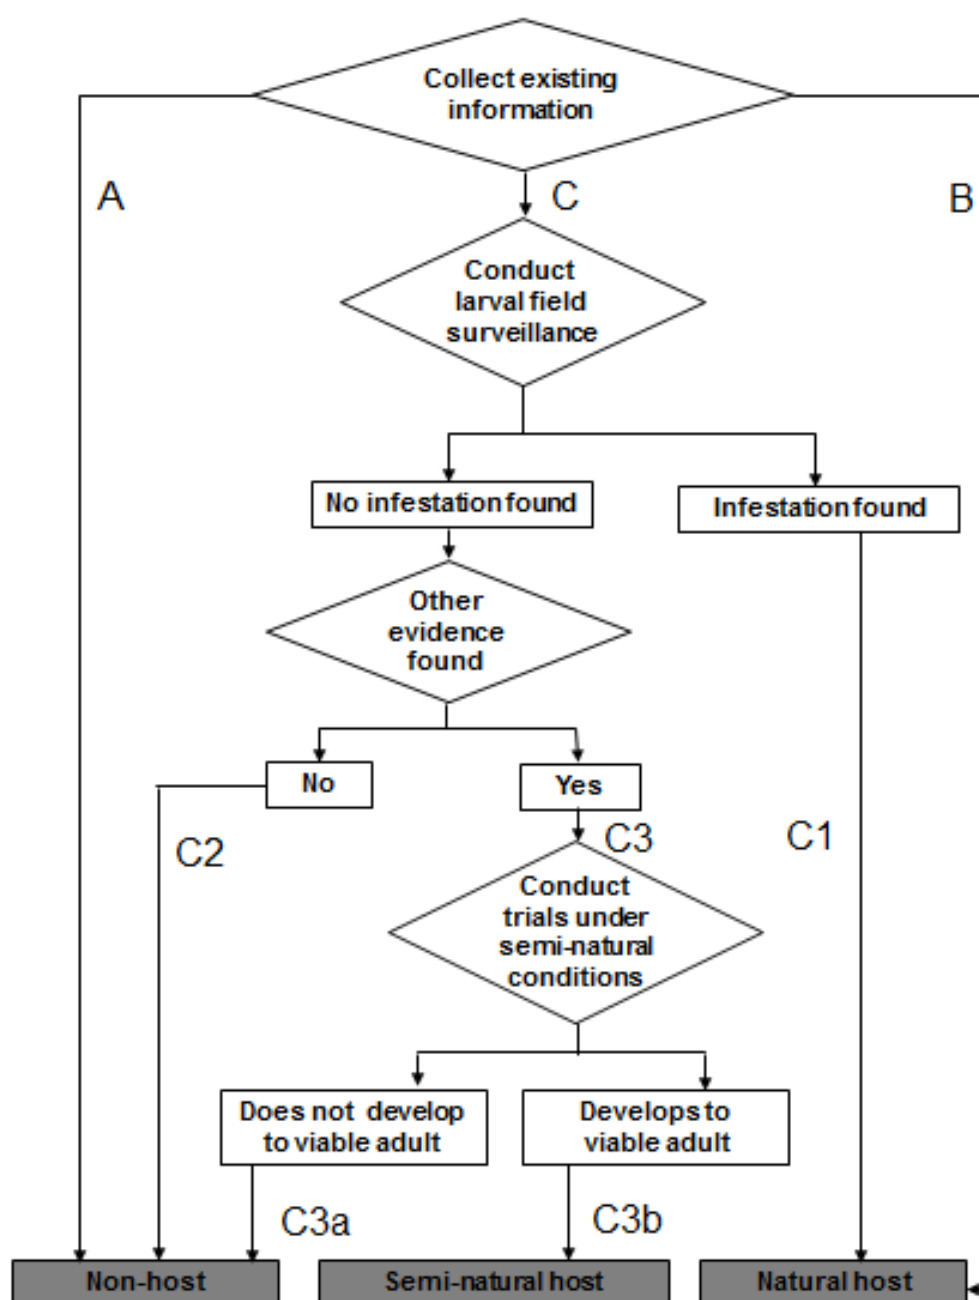 Collect existing
information
A
C
B
Conduct
larval field
surveillance
No infestation found
Infestation found
Other
evidence
found
No
Yes
C2
C3
C1
Conduct
trials under
semi-natural
conditions
Does not develop
to viable adult
Develops to
viable adult
C3a
C3b
Non-host
Semi-natural host
Natural host